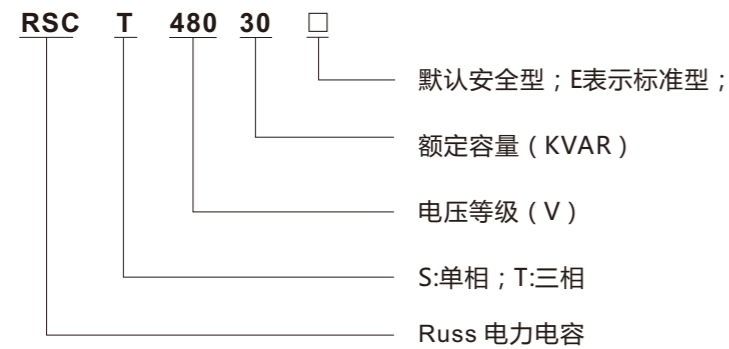 RSC T 480 30 □
默认安全型；E表示标准型；
额定容量（KVAR）
电压等级（V）
S:单相；T:三相
Russ 电力电容